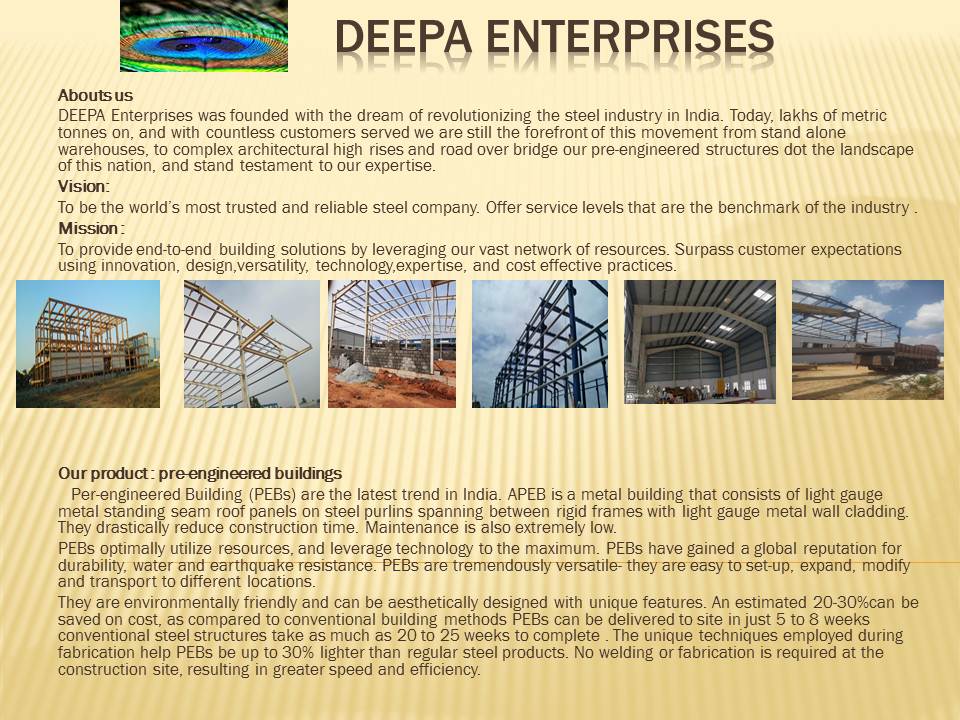 DEEPA ENTERPRISES
Abouts us
DEEPA Enterprises was founded with the dream of revolutionizing the steel industry in India. Today, lakhs of metric
tonnes on, and with countless customers served we are still the forefront of this movement from stand alone
warehouses, to complex architectural high rises and road over bridge our pre-engineered structures dot the landscape
of this nation, and stand testament to our expertise.
Vision:
To be the world's most trusted and reliable steel company. Offer service levels that are the benchmark of the industry .
Mission :
To provide end-to-end building solutions by leveraging our vast network of resources. Surpass customer expectations
using innovation, design,versatility, technology,expertise, and cost effective practices.
Our product : pre-engineered buildings
Per-engineered Building (PEBs) are the latest trend in India. APEB is a metal building that consists of light gauge
metal standing seam roof panels on steel purlins spanning between rigid frames with light gauge metal wall cladding.
They drastically reduce construction time. Maintenance is also extremely low.
PEBs optimally utilize resources, and leverage technology to the maximum. PEBs have gained a global reputation for
durability, water and earthquake resistance. PEBs are tremendously versatile- they are easy to set-up, expand, modify
and transport to different locations.
They are environmentally friendly and can be aesthetically designed with unique features. An estimated 20-30%can be
saved on cost, as compared to conventional building methods PEBs can be delivered to site in just 5 to 8 weeks
conventional steel structures take as much as 20 to 25 weeks to complete . The unique techniques employed during
fabrication help PEBs be up to 30% lighter than regular steel products. No welding or fabrication is required at the
construction site, resulting in greater speed and efficiency.